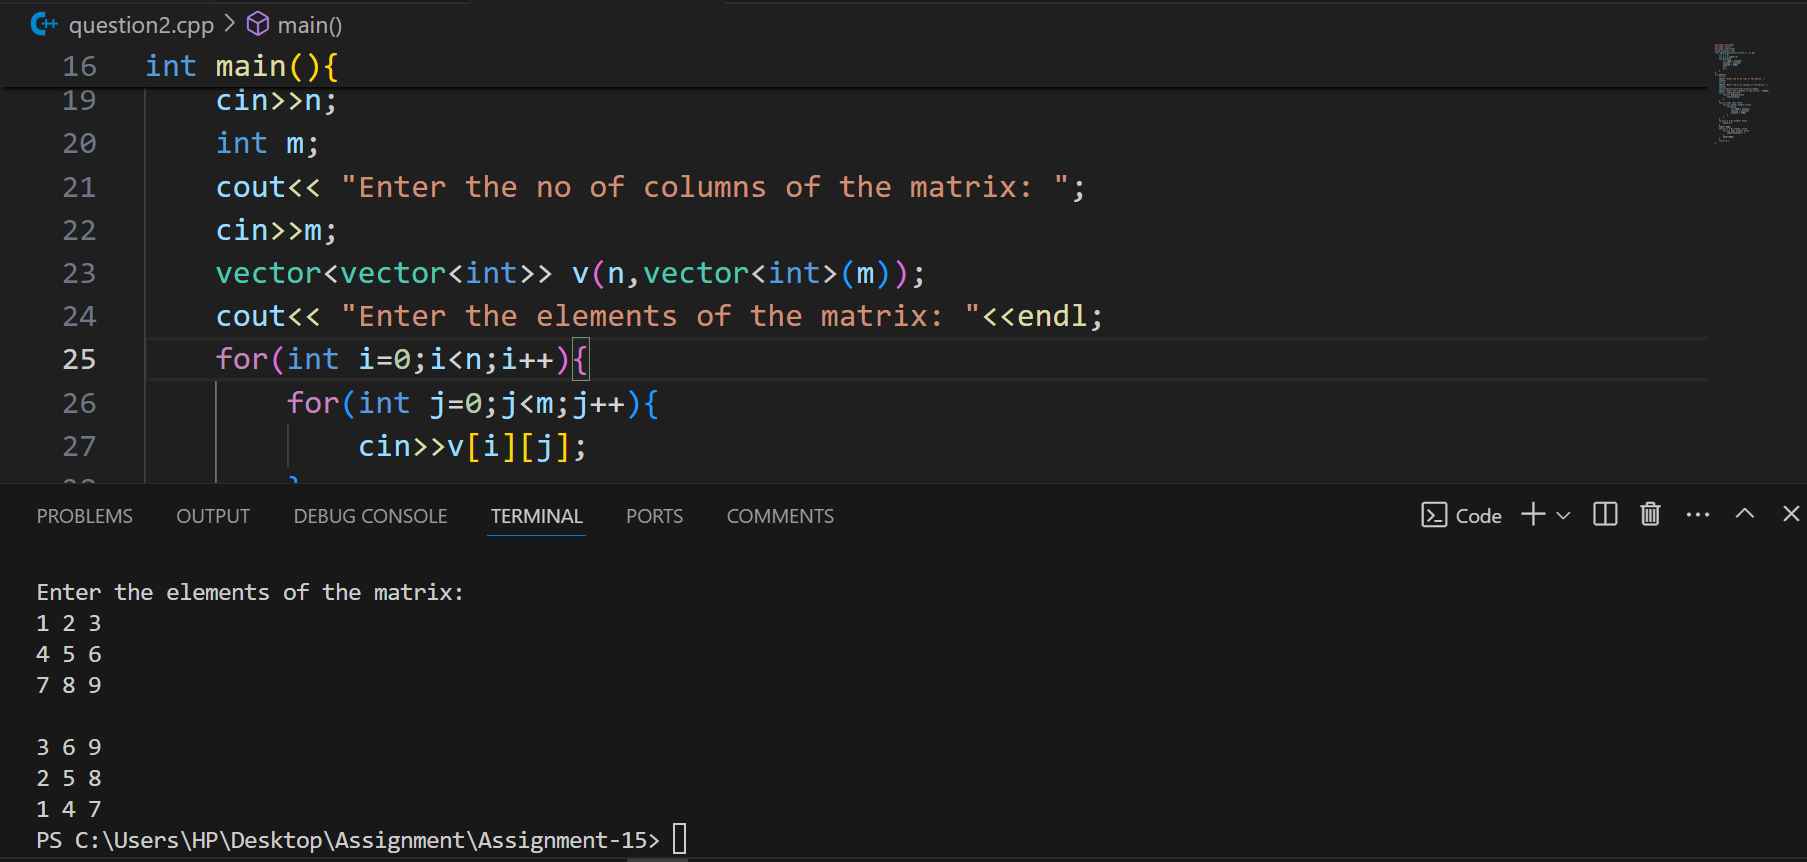 question2.cpp > main()
16 int main(){
19 cin>>n;
20 int m;
21 cout<< "Enter the no of columns of the matrix: ";
22 cin>>m;
23 vector<vector<int>> v(n,vector<int>(m));
24 cout<< "Enter the elements of the matrix: "<<endl;
25 for(int i=0;i<n;i++){
26 for(int j=0;j<m;j++){
27 cin>>v[i][j];
}
PROBLEMS OUTPUT DEBUG CONSOLE TERMINAL PORTS COMMENTS Code
Enter the elements of the matrix:
1 2 3
4 5 6
7 8 9
3 6 9
2 5 8
1 4 7
PS C:\Users\HP\Desktop\Assignment\Assignment-15>